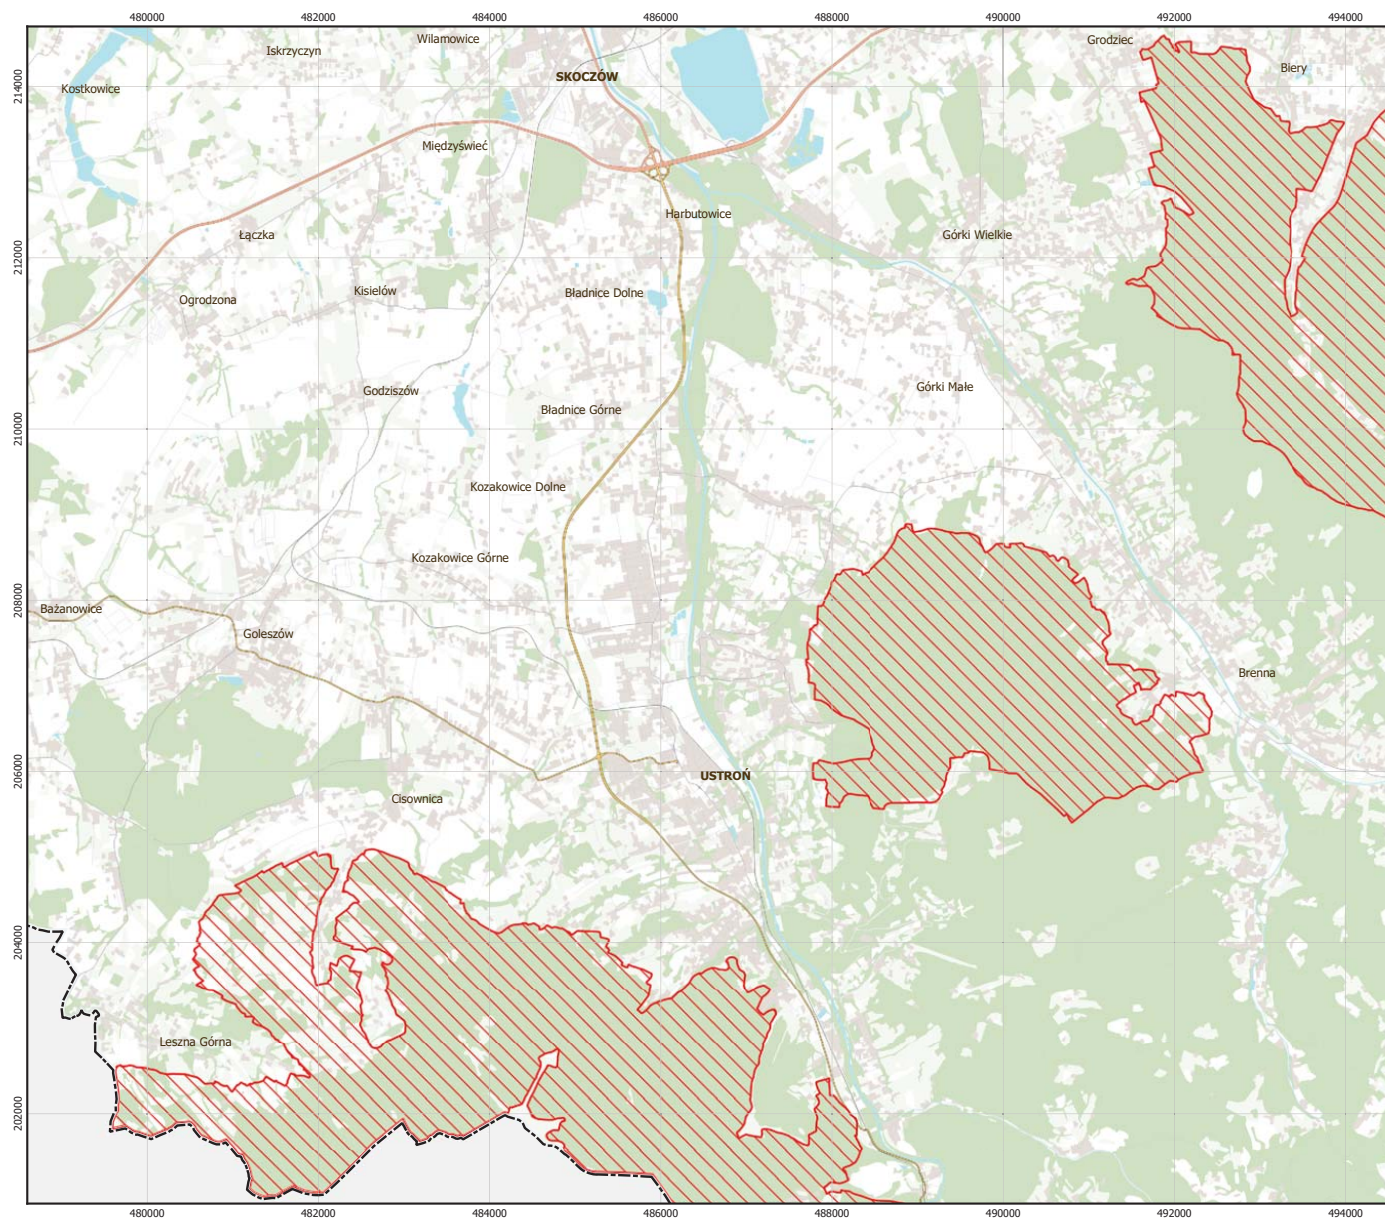 480000 482000 484000 486000 488000 490000 492000 494000
Wilamowice
Grodziec
Iskrzyczyn
Biery
SKOCZÓW
214000
Kostkowice
Międzyświeć
Harbutowice
Łączka
Górki Wielkie
212000
Kisielów
Bładnice Dolne
Ogrodzona
Górki Małe
Godziszów
Bładnice Górne
210000
Kozakowice Dolne
Kozakowice Górne
208000
Bażanowice
Goleszów
Brenna
206000
USTROŃ
Cisownica
204000
Leszna Górna
202000
480000 482000 484000 486000 488000 490000 492000 494000